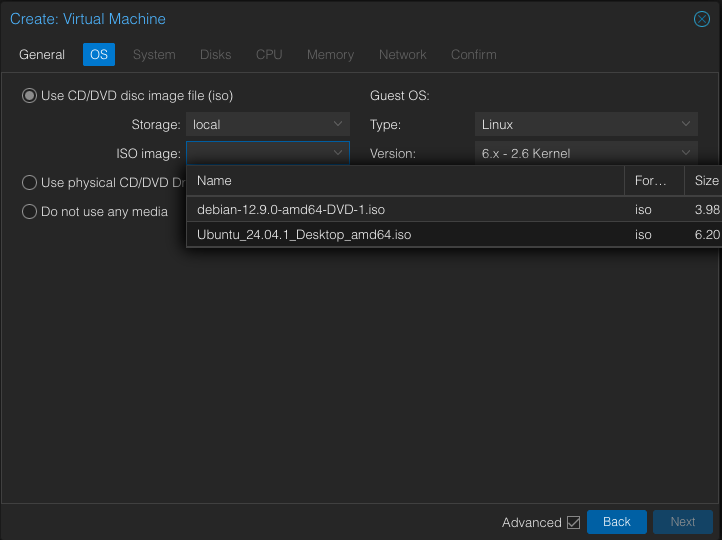 Create: Virtual Machine
General OS System Disks CPU Memory Network Confirm
Use CD/DVD disc image file (iso) Guest OS:
Storage: local Type: Linux
ISO image: Version: 6.x - 2.6 Kernel
Use physical CD/DVD Dr
Name For... Size
debian-12.9.0-amd64-DVD-1.iso iso 3.98
Do not use any media
Ubuntu_24.04.1_Desktop_amd64.iso iso 6.20
Advanced Back Next